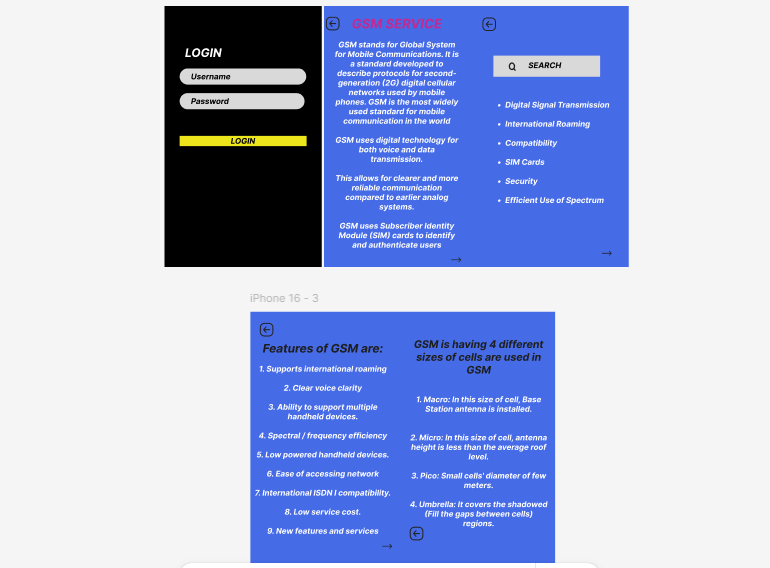 LOGIN
Username
Password
LOGIN
GSM SERVICE
GSM stands for Global System
for Mobile Communications. It is
a standard developed to
describe protocols for second-
generation (2G) digital cellular
networks used by mobile
phones. GSM is the most widely
used standard for mobile
communication in the world
GSM uses digital technology for
both voice and data
transmission.
This allows for clearer and more
reliable communication
compared to earlier analog
systems.
GSM uses Subscriber Identity
Module (SIM) cards to identify
and authenticate users
SEARCH
• Digital Signal Transmission
• International Roaming
• Compatibility
• SIM Cards
• Security
• Efficient Use of Spectrum
iPhone 16 - 3
Features of GSM are:
1. Supports international roaming
2. Clear voice clarity
3. Ability to support multiple
handheld devices.
4. Spectral / frequency efficiency
5. Low powered handheld devices.
6. Ease of accessing network
7. International ISDN l compatibility.
8. Low service cost.
9. New features and services
GSM is having 4 different
sizes of cells are used in
GSM
1. Macro: In this size of cell, Base
Station antenna is installed.
2. Micro: In this size of cell, antenna
height is less than the average roof
level.
3. Pico: Small cells' diameter of few
meters.
4. Umbrella: It covers the shadowed
(Fill the gaps between cells)
regions.